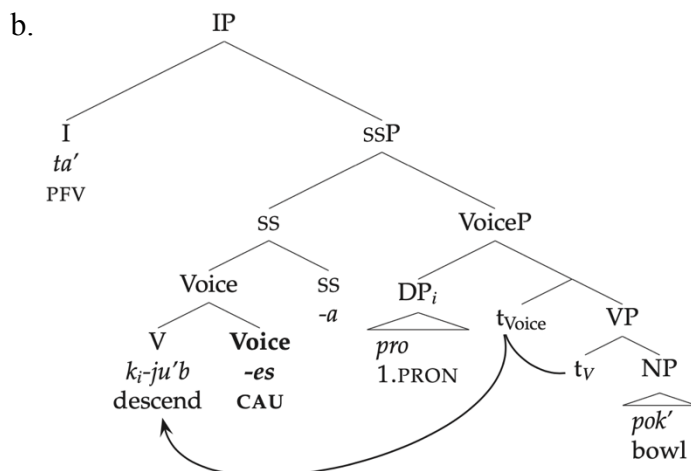 b.
IP
I
ssP
ta'
PFV
ss
VoiceP
Voice
ss
DPi
tVoice
VP
-a
V
Voice
pro
tV
NP
ki-ju'b
-es
1.PRON
descend
CAU
pok'
bowl